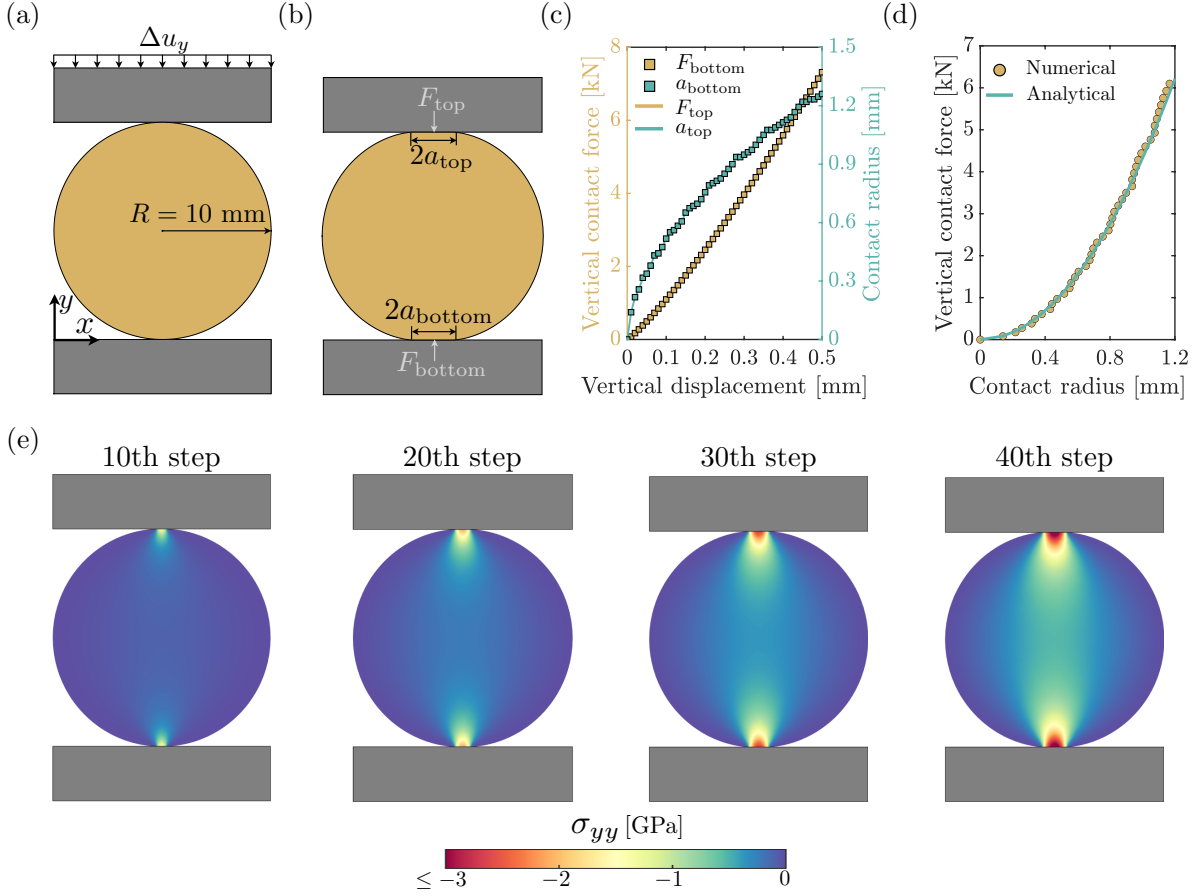 (a)
Δu_y
R = 10 mm
y
x
(b)
F_top
2a_top
2a_bottom
F_bottom
(c)
Vertical contact force [kN]
8
6
4
2
0
F_bottom
a_bottom
F_top
a_top
1.5
1.2
0.9
0.6
0.3
0
Contact radius [mm]
0 0.1 0.2 0.3 0.4 0.5
Vertical displacement [mm]
(d)
Vertical contact force [kN]
7
6
5
4
3
2
1
0
Numerical
Analytical
0 0.4 0.8 1.2
Contact radius [mm]
(e)
10th step 20th step 30th step 40th step
σ_yy [GPa]
≤ −3 −2 −1 0